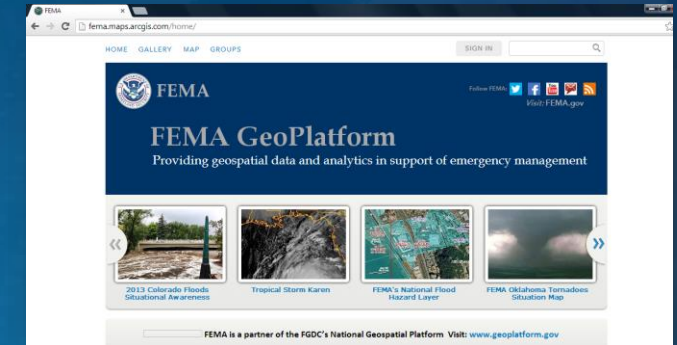 FEMA
fema.maps.arcgis.com/home/
HOME GALLERY MAP GROUPS SIGN IN
FEMA
Follow FEMA:
Visit: FEMA.gov
FEMA GeoPlatform
Providing geospatial data and analytics in support of emergency management
2013 Colorado Floods
Situational Awareness
Tropical Storm Karen
FEMA's National Flood
Hazard Layer
FEMA Oklahoma Tornadoes
Situation Map
FEMA is a partner of the FGDC's National Geospatial Platform Visit: www.geoplatform.gov